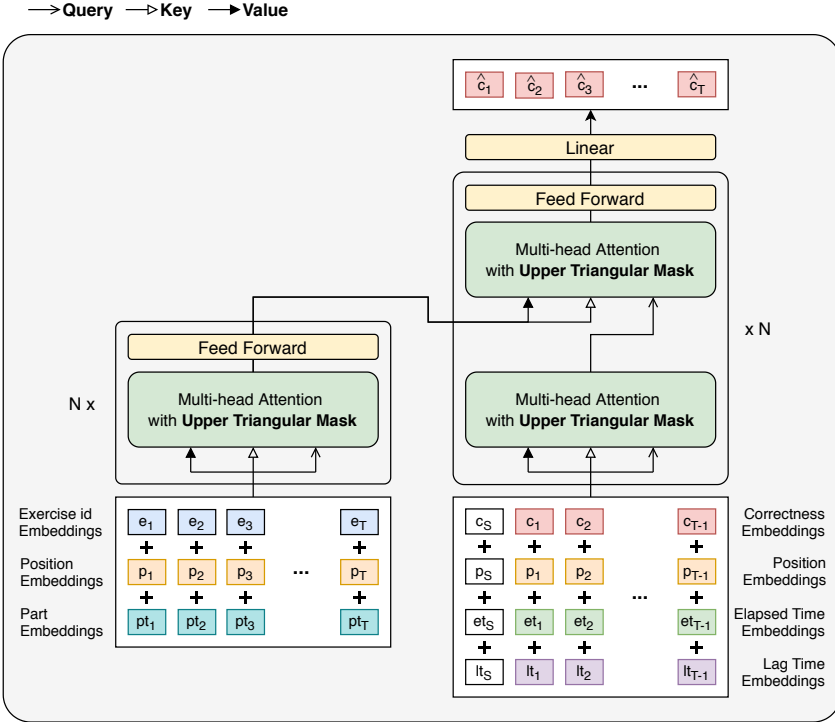 Query Key Value
ĉ1 ĉ2 ĉ3 ... ĉT
Linear
Feed Forward
Multi-head Attention
with Upper Triangular Mask
x N
Multi-head Attention
with Upper Triangular Mask
Feed Forward
Multi-head Attention
with Upper Triangular Mask
N x
Exercise id
Embeddings
e1 e2 e3 eT
+ + + +
Position
Embeddings
p1 p2 p3 ... pT
+ + + +
Part
Embeddings
pt1 pt2 pt3 ptT
cS c1 c2 cT-1
Correctness
Embeddings
+ + + +
pS p1 p2 pT-1
Position
Embeddings
...
+ + + +
etS et1 et2 etT-1
Elapsed Time
Embeddings
+ + + +
ltS lt1 lt2 ltT-1
Lag Time
Embeddings